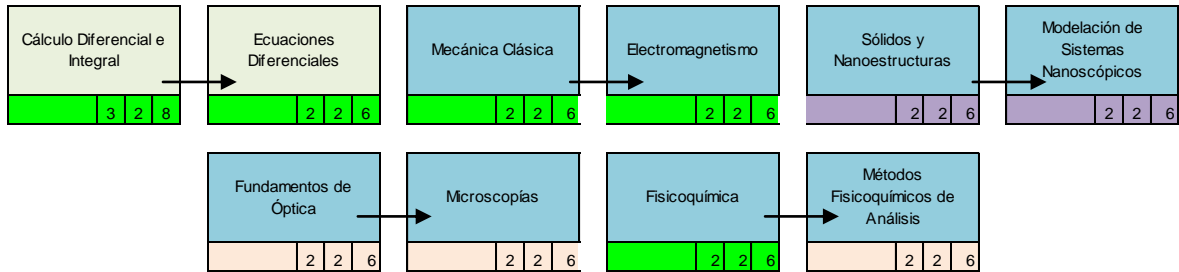 Cálculo Diferencial e
Integral
3 2 8
Ecuaciones
Diferenciales
2 2 6
Mecánica Clásica
2 2 6
Electromagnetismo
2 2 6
Sólidos y
Nanoestructuras
2 2 6
Modelación de
Sistemas
Nanoscópicos
2 2 6
Fundamentos de
Óptica
2 2 6
Microscopías
2 2 6
Fisicoquímica
2 2 6
Métodos
Fisicoquímicos de
Análisis
2 2 6